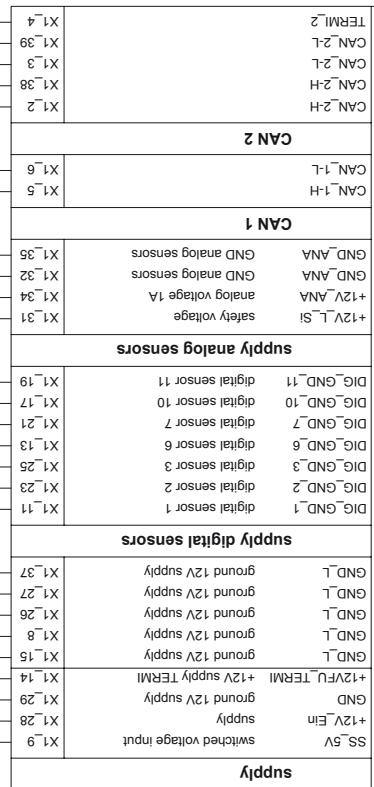 supply
SS_5V switched voltage input X1_9
+12V_Ein supply X1_28
GND ground 12V supply X1_29
+12VFU_TERMI +12V supply TERMI X1_14
GND_L ground 12V supply X1_15
GND_L ground 12V supply X1_8
GND_L ground 12V supply X1_26
GND_L ground 12V supply X1_27
GND_L ground 12V supply X1_37
supply digital sensors
DIG_GND_1 digital sensor 1 X1_11
DIG_GND_2 digital sensor 2 X1_23
DIG_GND_3 digital sensor 3 X1_25
DIG_GND_6 digital sensor 6 X1_13
DIG_GND_7 digital sensor 7 X1_21
DIG_GND_10 digital sensor 10 X1_17
DIG_GND_11 digital sensor 11 X1_19
supply analog sensors
+12V_L_Si safety voltage X1_31
+12V_ANA analog voltage 1A X1_34
GND_ANA GND analog sensors X1_32
GND_ANA GND analog sensors X1_35
CAN 1
CAN_1-H X1_5
CAN_1-L X1_6
CAN 2
CAN_2-H X1_2
CAN_2-H X1_38
CAN_2-L X1_3
CAN_2-L X1_39
TERMI_2 X1_4